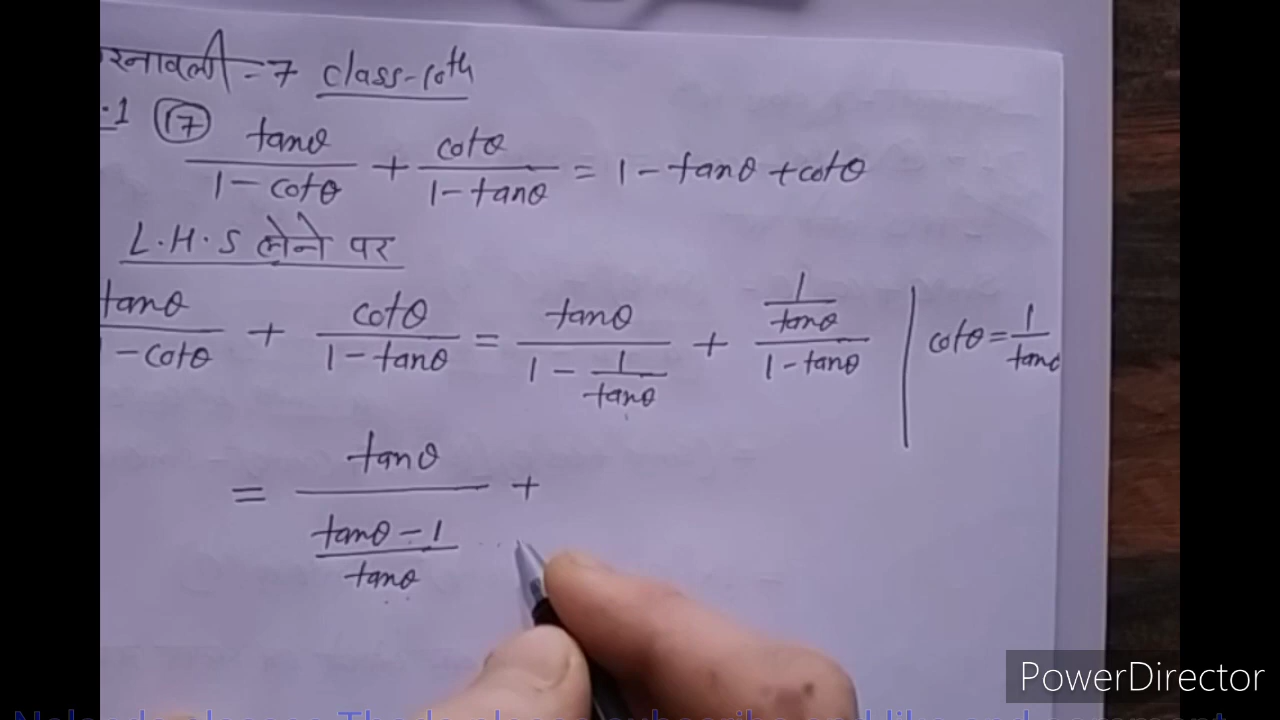 रनावली-7 class-10th
.1 (17) tanθ/(1-cotθ) + cotθ/(1-tanθ) = 1-tanθ+cotθ
L.H.S लेने पर
tanθ/(-cotθ) + cotθ/(1-tanθ) = tanθ/(1-1/tanθ) + (1/tanθ)/(1-tanθ) | cotθ=1/tanθ
= tanθ/((tanθ-1)/tanθ) +
PowerDirector